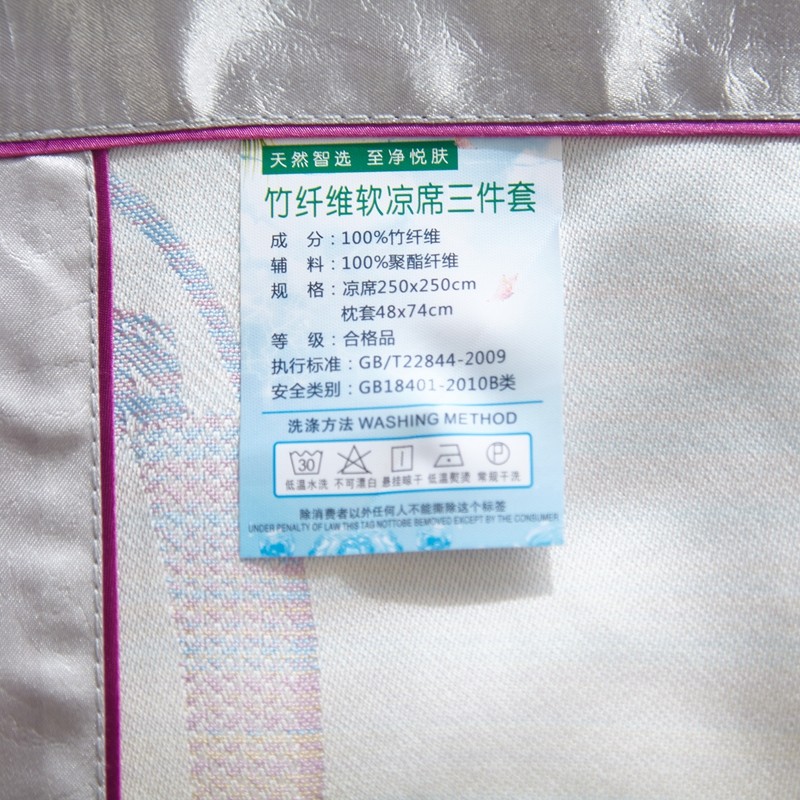 天然智选 至净悦肤
竹纤维软凉席三件套
成 分：100%竹纤维
辅 料：100%聚酯纤维
规 格：凉席250x250cm
枕套48x74cm
等 级：合格品
执行标准：GB/T22844-2009
安全类别：GB18401-2010B类
洗涤方法 WASHING METHOD
30 P
低温水洗 不可漂白 悬挂晾干 低温熨烫 常规干洗
除消费者以外任何人不能撕除这个标签
UNDER PENALTY OF LAW THIS TAG NOTTOBE BEMOVED EXCEPT BY THE CONSUMER